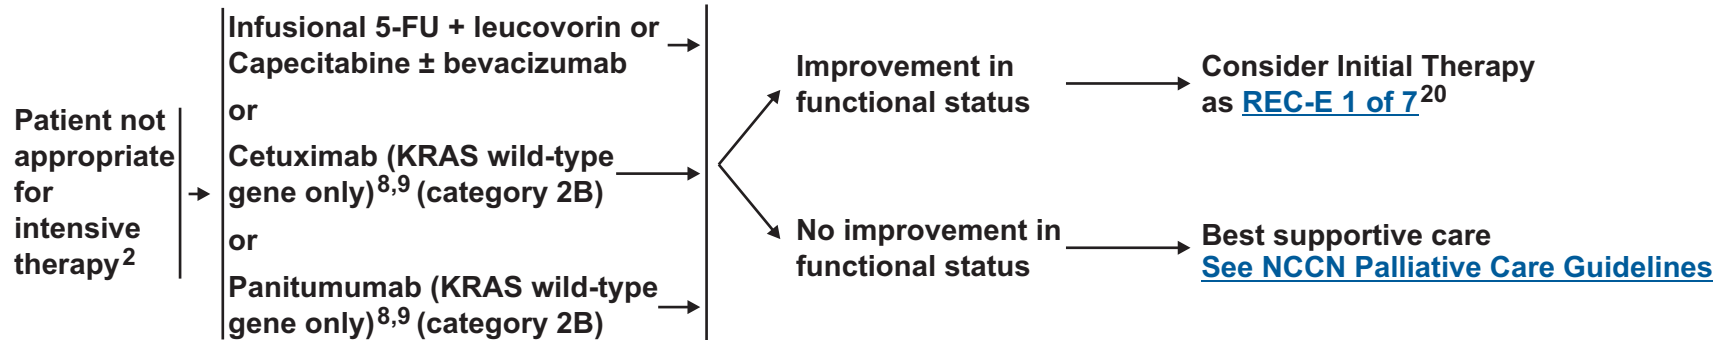 Patient not
appropriate
for
intensive
therapy2
Infusional 5-FU + leucovorin or
Capecitabine ± bevacizumab
or
Cetuximab (KRAS wild-type
gene only)8,9 (category 2B)
or
Panitumumab (KRAS wild-type
gene only)8,9 (category 2B)
Improvement in
functional status
Consider Initial Therapy
as REC-E 1 of 720
No improvement in
functional status
Best supportive care
See NCCN Palliative Care Guidelines